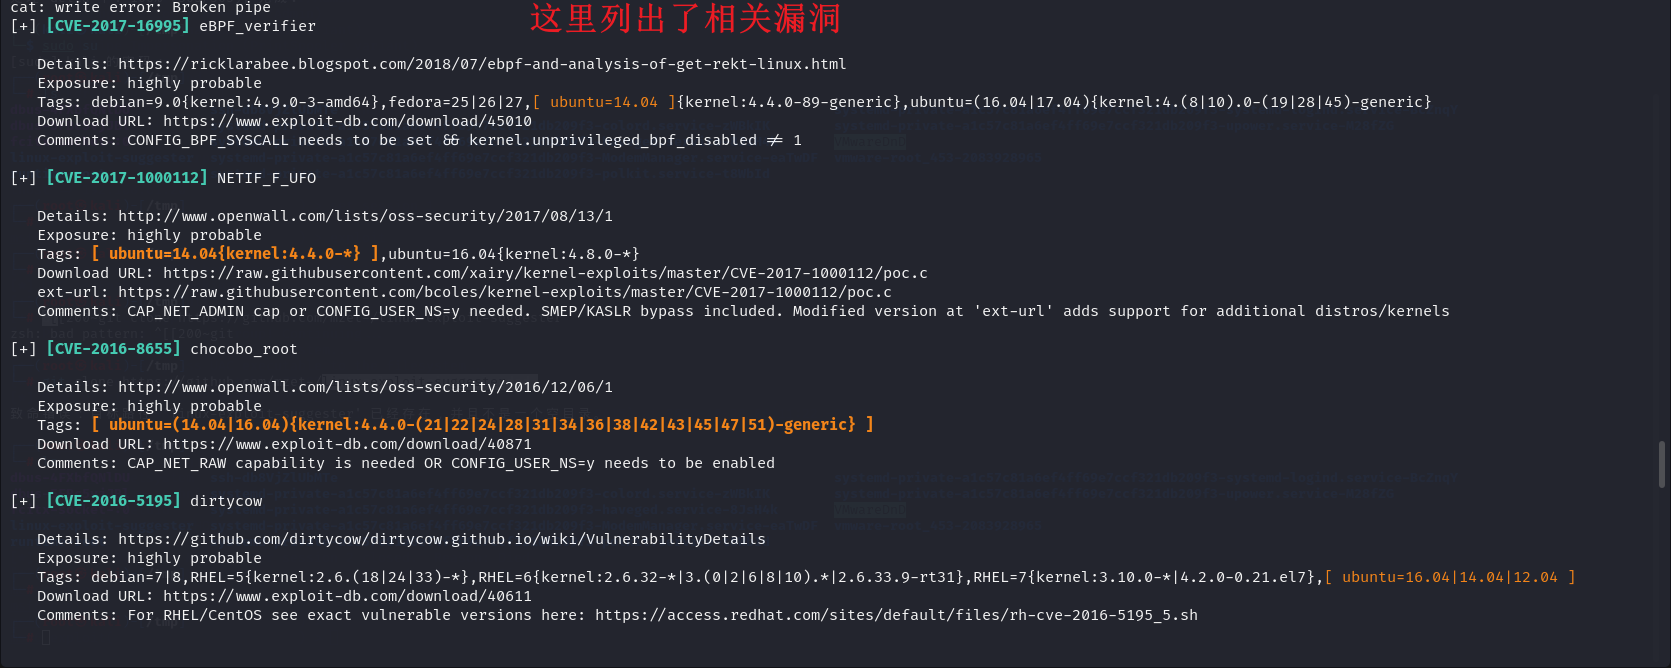 cat: write error: Broken pipe
这里列出了相关漏洞
[+] [CVE-2017-16995] eBPF_verifier
Details: https://ricklarabee.blogspot.com/2018/07/ebpf-and-analysis-of-get-rekt-linux.html
Exposure: highly probable
Tags: debian=9.0{kernel:4.9.0-3-amd64},fedora=25|26|27,[ ubuntu=14.04 ]{kernel:4.4.0-89-generic},ubuntu=(16.04|17.04){kernel:4.(8|10).0-(19|28|45)-generic}
Download URL: https://www.exploit-db.com/download/45010
Comments: CONFIG_BPF_SYSCALL needs to be set && kernel.unprivileged_bpf_disabled != 1
[+] [CVE-2017-1000112] NETIF_F_UFO
Details: http://www.openwall.com/lists/oss-security/2017/08/13/1
Exposure: highly probable
Tags: [ ubuntu=14.04{kernel:4.4.0-*} ],ubuntu=16.04{kernel:4.8.0-*}
Download URL: https://raw.githubusercontent.com/xairy/kernel-exploits/master/CVE-2017-1000112/poc.c
ext-url: https://raw.githubusercontent.com/bcoles/kernel-exploits/master/CVE-2017-1000112/poc.c
Comments: CAP_NET_ADMIN cap or CONFIG_USER_NS=y needed. SMEP/KASLR bypass included. Modified version at 'ext-url' adds support for additional distros/kernels
[+] [CVE-2016-8655] chocobo_root
Details: http://www.openwall.com/lists/oss-security/2016/12/06/1
Exposure: highly probable
Tags: [ ubuntu=(14.04|16.04){kernel:4.4.0-(21|22|24|28|31|34|36|38|42|43|45|47|51)-generic} ]
Download URL: https://www.exploit-db.com/download/40871
Comments: CAP_NET_RAW capability is needed OR CONFIG_USER_NS=y needs to be enabled
[+] [CVE-2016-5195] dirtycow
Details: https://github.com/dirtycow/dirtycow.github.io/wiki/VulnerabilityDetails
Exposure: highly probable
Tags: debian=7|8,RHEL=5{kernel:2.6.(18|24|33)-*},RHEL=6{kernel:2.6.32-*|3.(0|2|6|8|10).*|2.6.33.9-rt31},RHEL=7{kernel:3.10.0-*|4.2.0-0.21.el7},[ ubuntu=16.04|14.04|12.04 ]
Download URL: https://www.exploit-db.com/download/40611
Comments: For RHEL/CentOS see exact vulnerable versions here: https://access.redhat.com/sites/default/files/rh-cve-2016-5195_5.sh